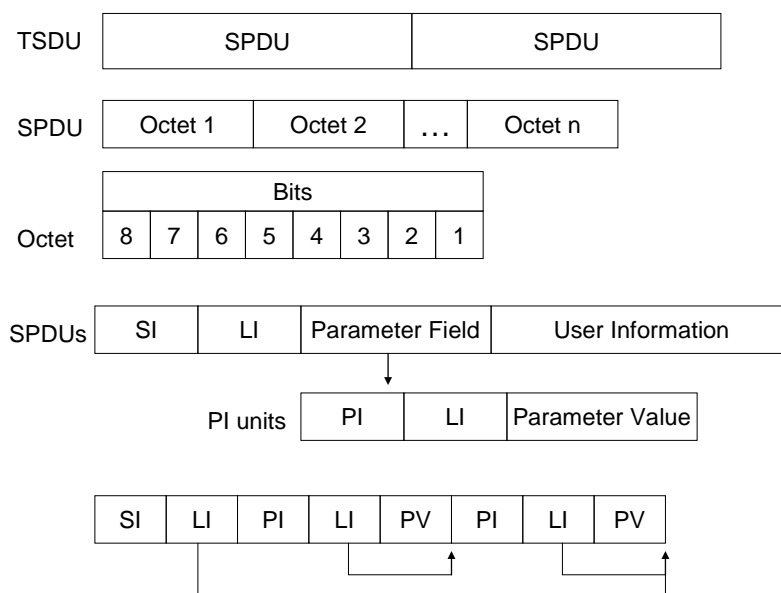 TSDU SPDU SPDU
SPDU Octet 1 Octet 2 ... Octet n
Bits
Octet 8 7 6 5 4 3 2 1
SPDUs SI LI Parameter Field User Information
PI units PI LI Parameter Value
SI LI PI LI PV PI LI PV